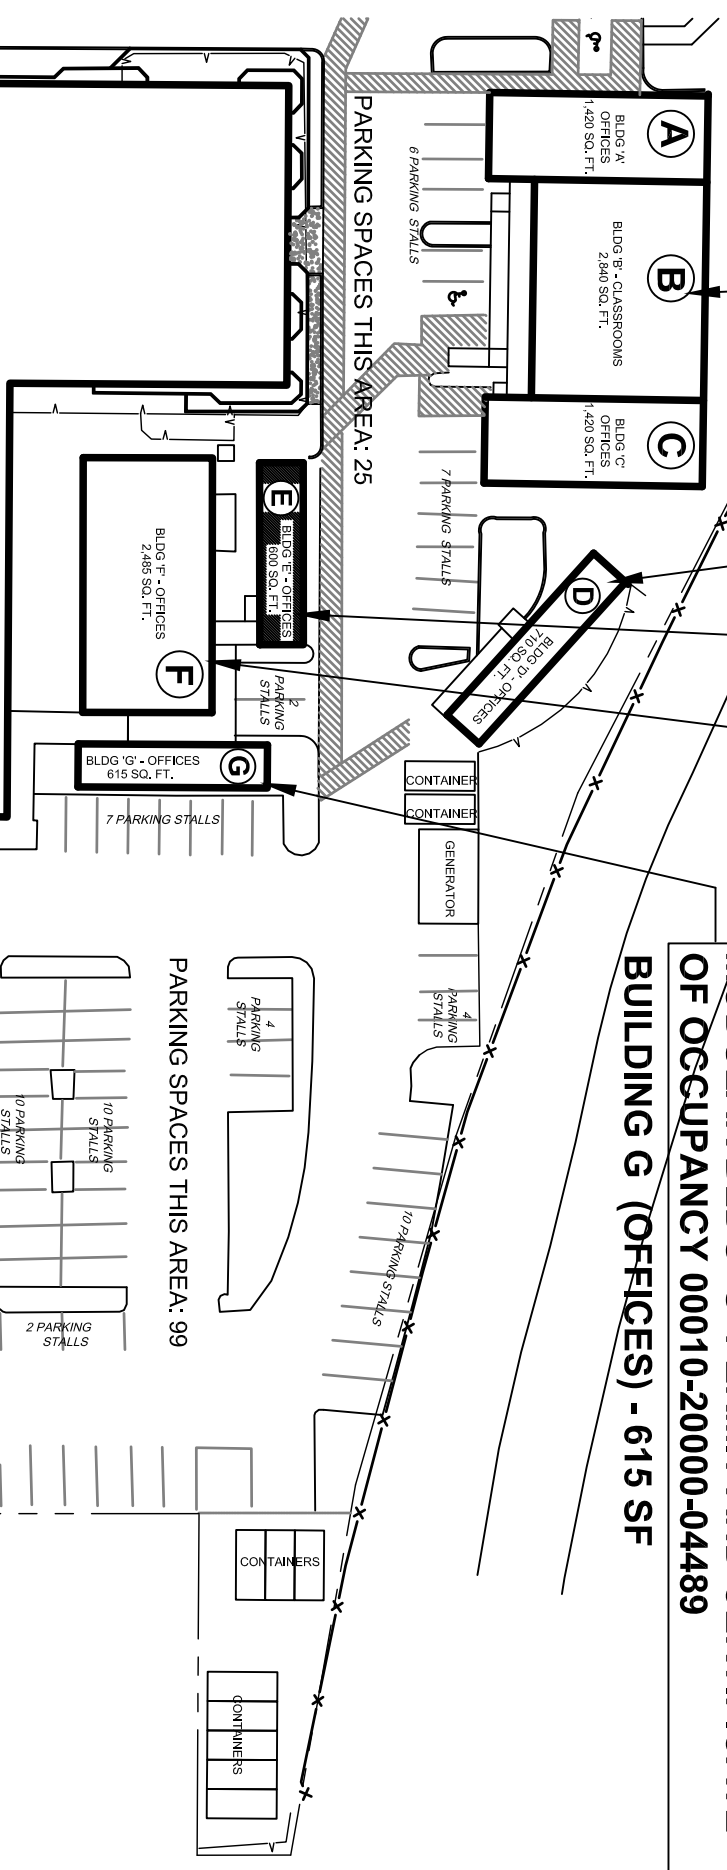 A
BLDG 'A'
OFFICES
1,420 SQ. FT.
B
BLDG 'B' - CLASSROOMS
2,840 SQ. FT.
C
BLDG 'C'
OFFICES
1,420 SQ. FT.
6 PARKING STALLS
PARKING SPACES THIS AREA: 25
7 PARKING STALLS
D
BLDG 'D' - OFFICES
710 SQ. FT.
E
BLDG 'E' - OFFICES
600 SQ. FT.
BLDG 'F' - OFFICES
2,485 SQ. FT.
F
2
PARKING
STALLS
BLDG 'G' - OFFICES
615 SQ. FT.
G
7 PARKING STALLS
CONTAINER
CONTAINER
GENERATOR
4
PARKING
STALLS
OF OCCUPANCY 00010-20000-04489
BUILDING G (OFFICES) - 615 SF
PARKING SPACES THIS AREA: 99
4
PARKING
STALLS
10 PARKING
STALLS
10 PARKING
STALLS
10 PARKING STALLS
2 PARKING
STALLS
CONTAINERS
CONTAINERS